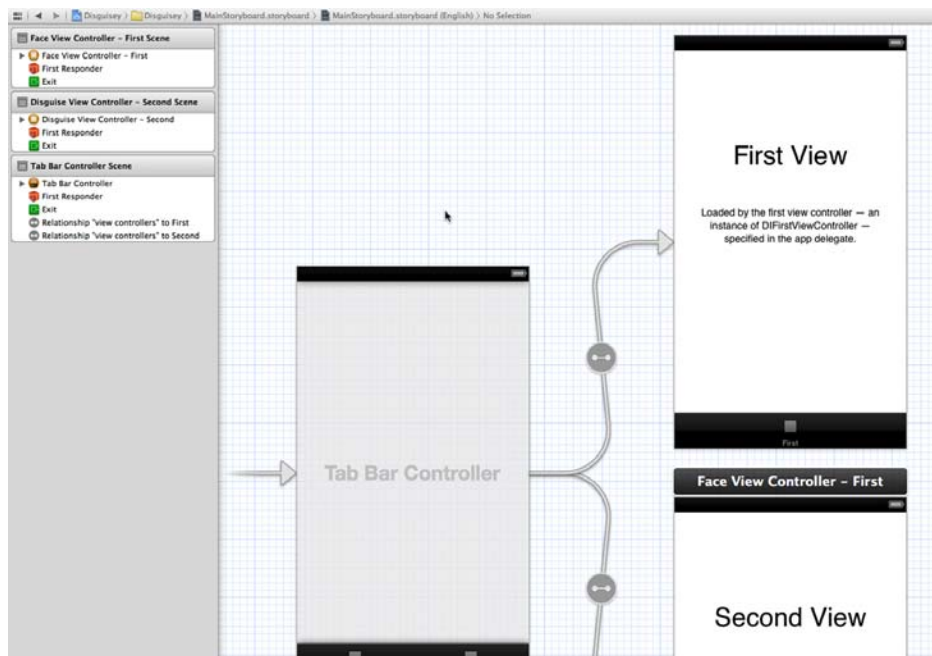 Disguisey Disguisey MainStoryboard.storyboard MainStoryboard.storyboard (English) No Selection
Face View Controller – First Scene
Face View Controller – First
First Responder
Exit
Disguise View Controller – Second Scene
Disguise View Controller – Second
First Responder
Exit
Tab Bar Controller Scene
Tab Bar Controller
First Responder
Exit
Relationship "view controllers" to First
Relationship "view controllers" to Second
Tab Bar Controller
First View
Loaded by the first view controller — an
instance of DIFirstViewController —
specified in the app delegate.
First
Face View Controller – First
Second View